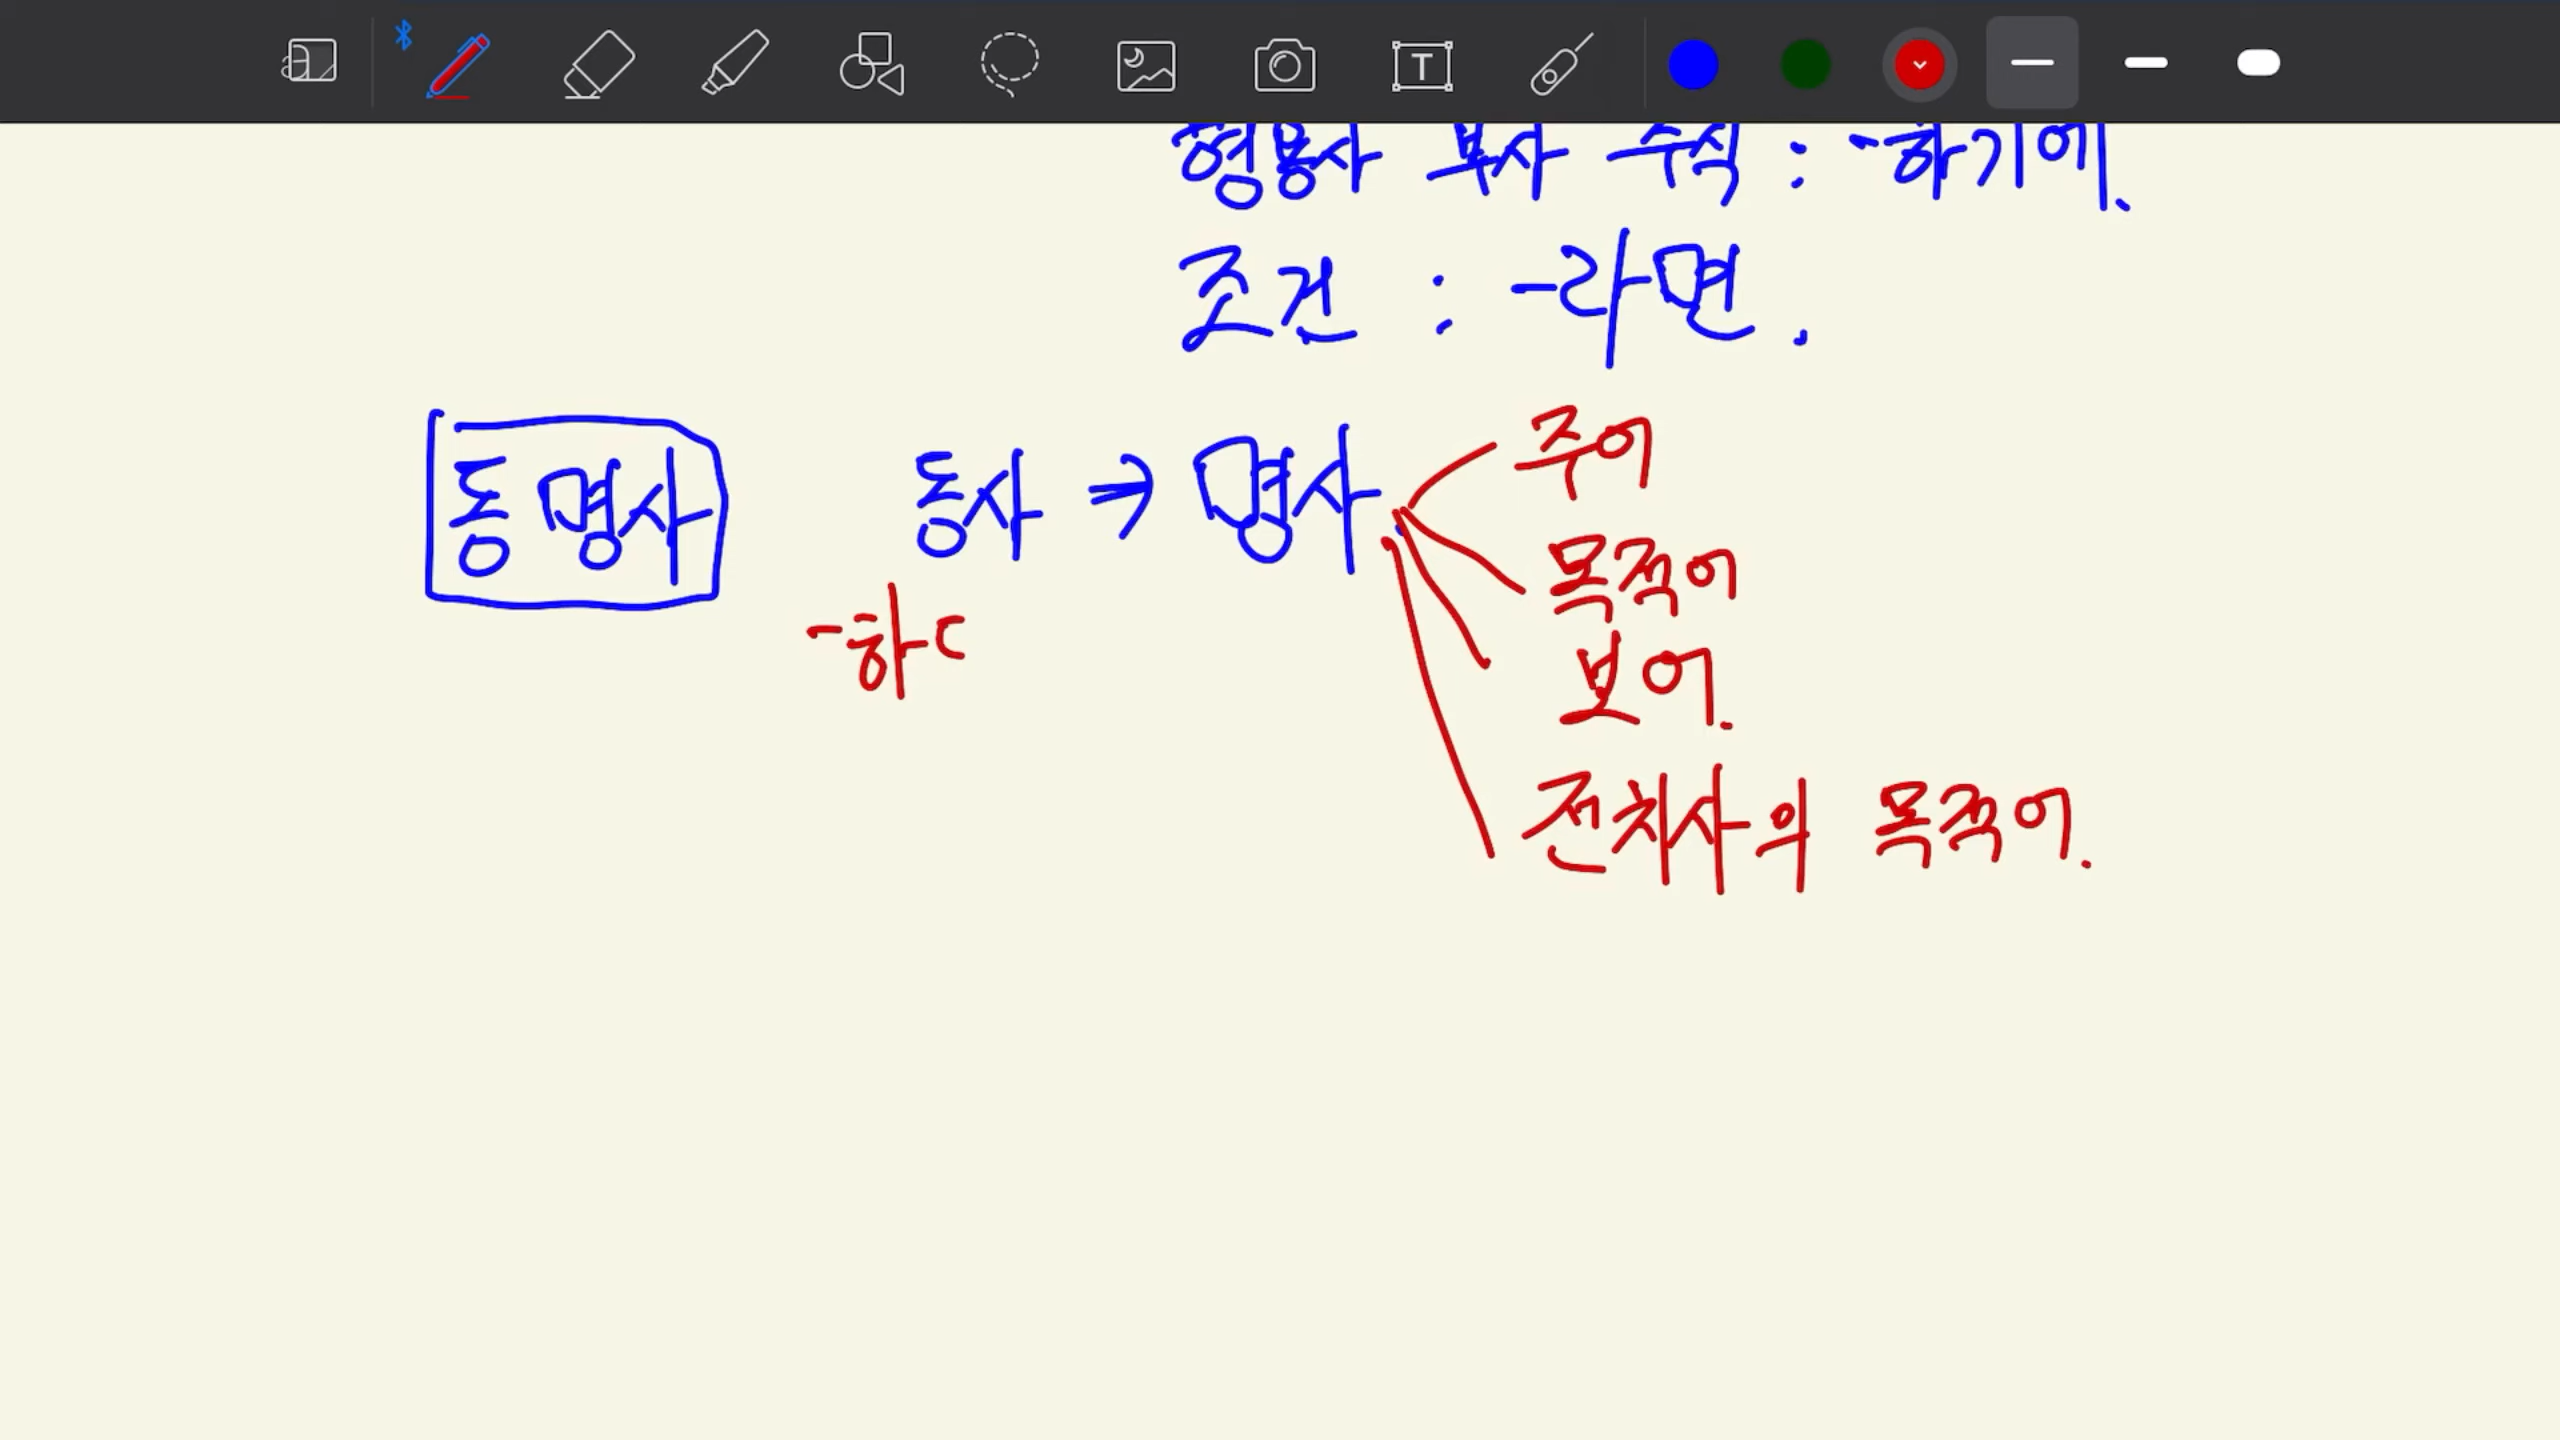 형용사 부사 수식 : -하기에.
조건 : -라면.
동명사 동사 → 명사.
주어
목적어
보어.
전치사의 목적어.
-하ㄷ